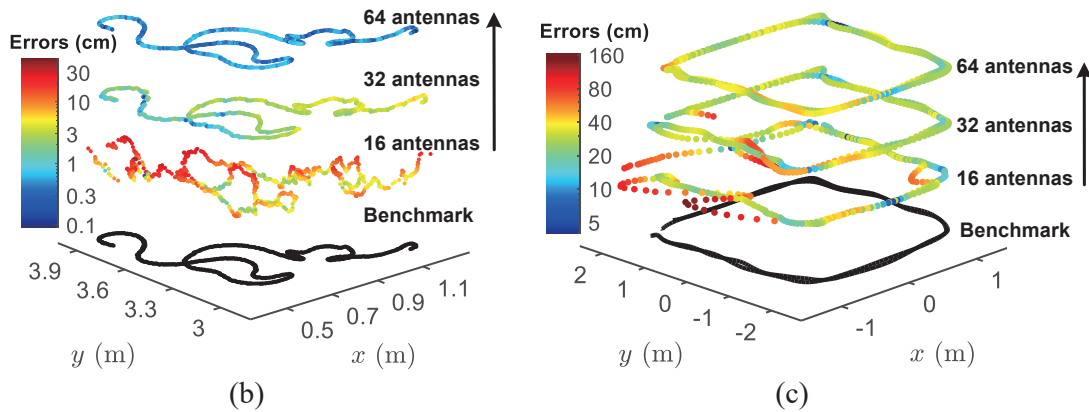 64 antennas
Errors (cm)
30
10
3
1
0.3
0.1
32 antennas
16 antennas
Benchmark
3.9
3.6
3.3
3
0.5
0.7
0.9
1.1
y (m)
x (m)
(b)
Errors (cm)
160
80
40
20
10
5
64 antennas
32 antennas
16 antennas
Benchmark
2
1
0
-1
-2
-1
0
1
y (m)
x (m)
(c)